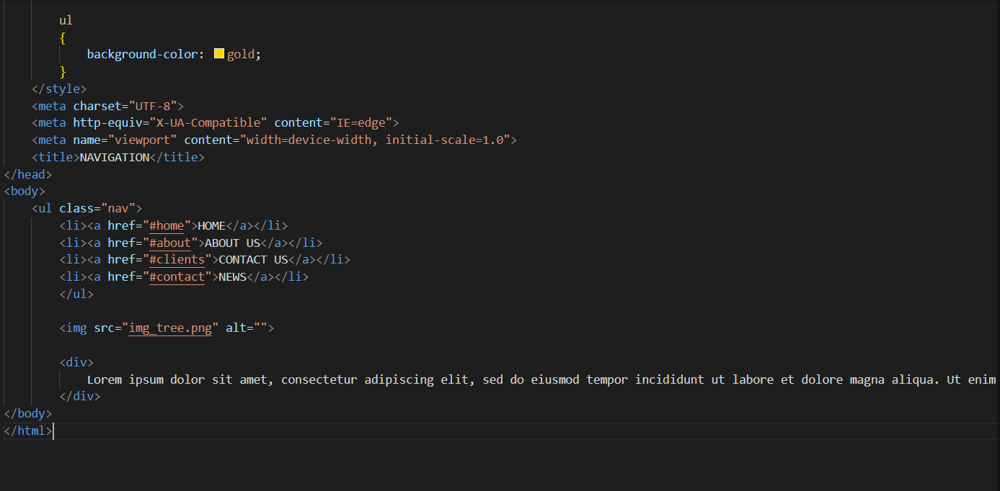 ul
{
background-color: gold;
}
</style>
<meta charset="UTF-8">
<meta http-equiv="X-UA-Compatible" content="IE=edge">
<meta name="viewport" content="width=device-width, initial-scale=1.0">
<title>NAVIGATION</title>
</head>
<body>
<ul class="nav">
<li><a href="#home">HOME</a></li>
<li><a href="#about">ABOUT US</a></li>
<li><a href="#clients">CONTACT US</a></li>
<li><a href="#contact">NEWS</a></li>
</ul>
<img src="img_tree.png" alt="">
<div>
Lorem ipsum dolor sit amet, consectetur adipiscing elit, sed do eiusmod tempor incididunt ut labore et dolore magna aliqua. Ut enim
</div>
</body>
</html>